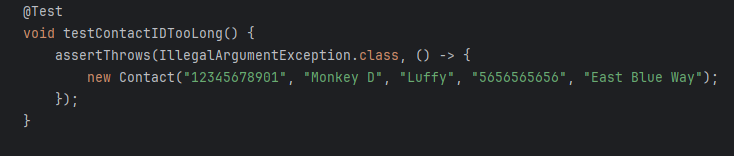 @Test
void testContactIDTooLong() {
    assertThrows(IllegalArgumentException.class, () -> {
        new Contact("12345678901", "Monkey D", "Luffy", "5656565656", "East Blue Way");
    });
}